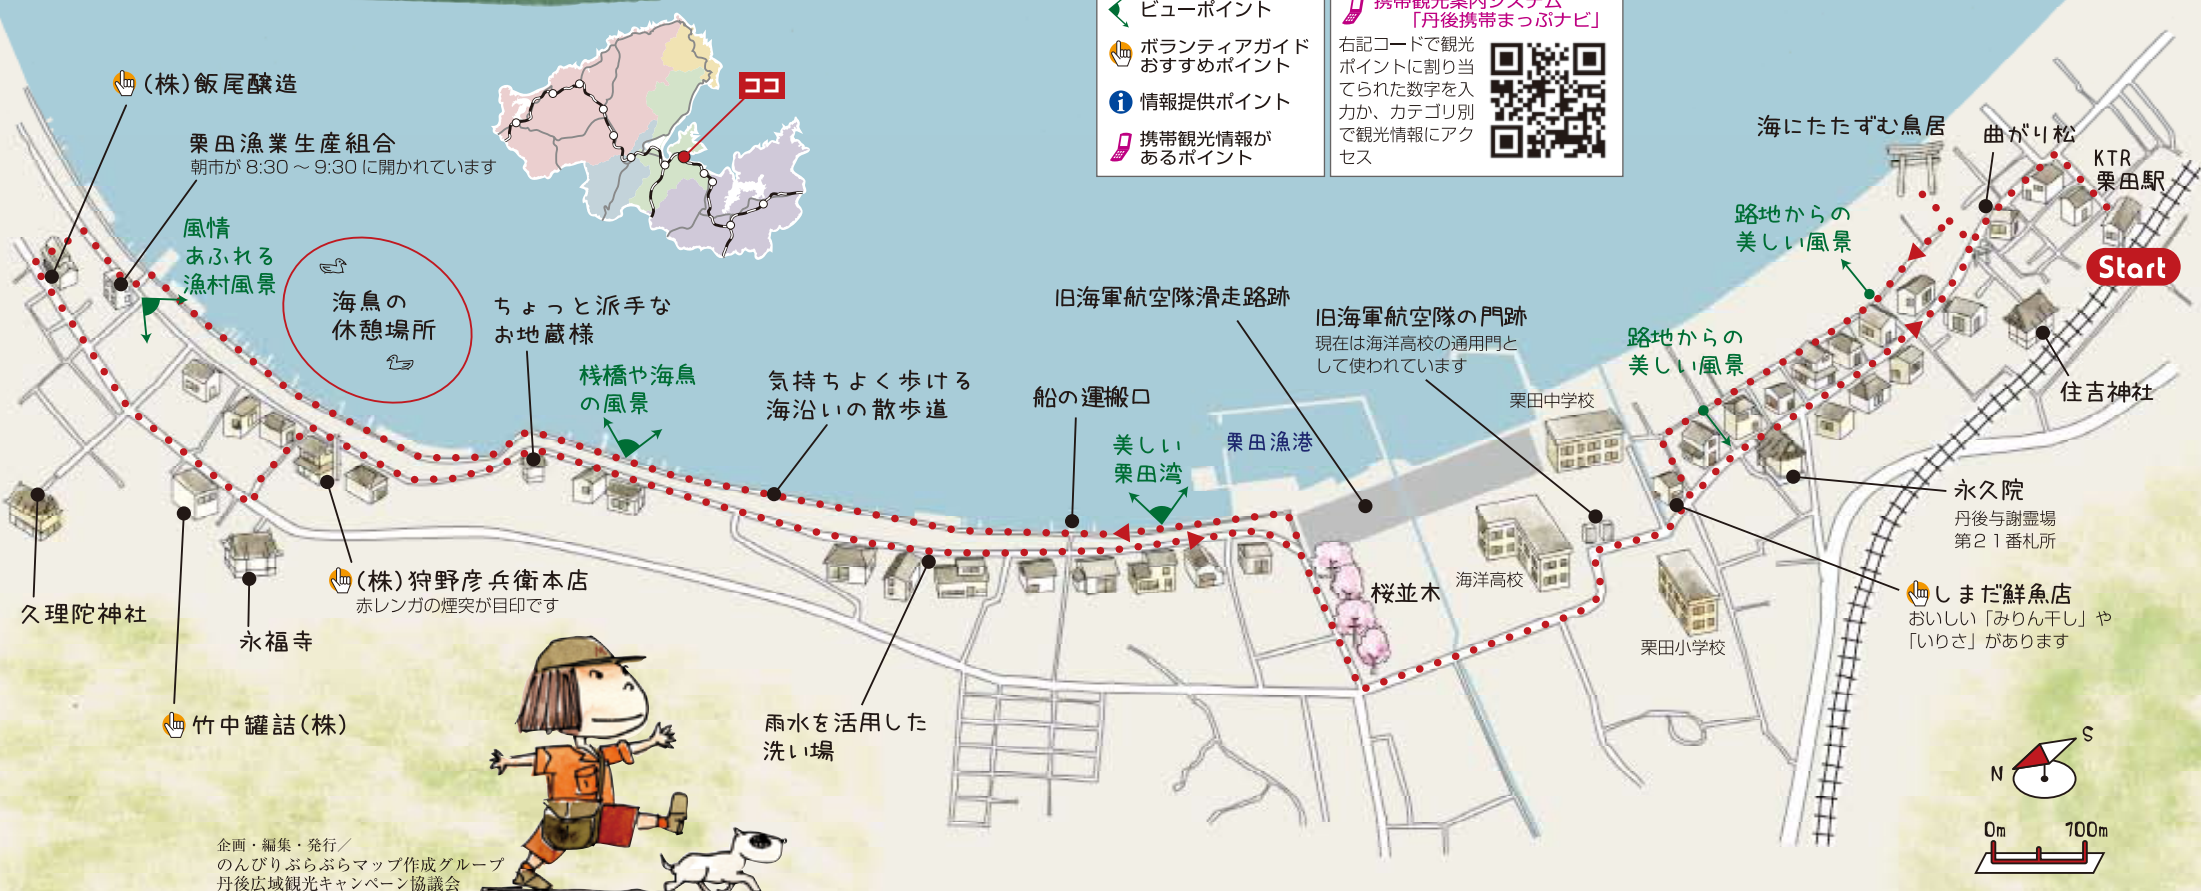 ビューポイント
ボランティアガイド
おすすめポイント
情報提供ポイント
携帯観光情報が
あるポイント
携帯観光案内システム
「丹後携帯まっぷナビ」
右記コードで観光
ポイントに割り当
てられた数字を入
力か、カテゴリ別
で観光情報にアク
セス
ココ
(株)飯尾醸造
栗田漁業生産組合
朝市が 8:30 ～ 9:30 に開かれています
風情
あふれる
漁村風景
海鳥の
休憩場所
ちょっと派手な
お地蔵様
桟橋や海鳥
の風景
気持ちよく歩ける
海沿いの散歩道
船の運搬口
美しい
栗田湾
栗田漁港
旧海軍航空隊滑走路跡
旧海軍航空隊の門跡
現在は海洋高校の通用門と
して使われています
栗田中学校
路地からの
美しい風景
路地からの
美しい風景
海にたたずむ鳥居
曲がり松
KTR
栗田駅
Start
住吉神社
永久院
丹後与謝霊場
第２１番札所
しまだ鮮魚店
おいしい「みりん干し」や
「いりさ」があります
海洋高校
桜並木
栗田小学校
久理陀神社
永福寺
(株)狩野彦兵衛本店
赤レンガの煙突が目印です
竹中罐詰(株)
雨水を活用した
洗い場
企画・編集・発行／
のんびりぶらぶらマップ作成グループ
丹後広域観光キャンペーン協議会
S
N
0m 100m